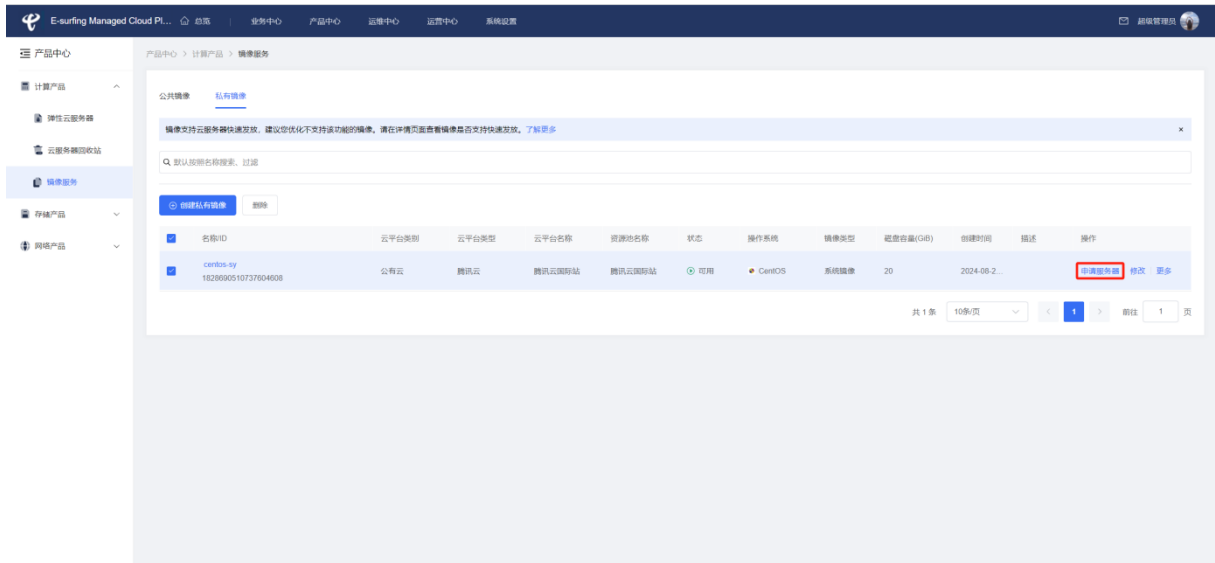 E-surfing Managed Cloud Pl... 总览 | 业务中心 产品中心 运维中心 运营中心 系统设置 超级管理员
产品中心
产品中心 > 计算产品 > 镜像服务
计算产品
弹性云服务器
云服务器回收站
镜像服务
存储产品
网络产品
公共镜像 私有镜像
镜像支持云服务器快速发放，建议您优化不支持该功能的镜像。请在详情页面查看镜像是否支持快速发放。了解更多 ×
默认按照名称搜索、过滤
创建私有镜像 删除
名称/ID 云平台类别 云平台类型 云平台名称 资源池名称 状态 操作系统 镜像类型 磁盘容量(GiB) 创建时间 描述 操作
centos-sy
1828690510737604608 公有云 腾讯云 腾讯云国际站 腾讯云国际站 可用 CentOS 系统镜像 20 2024-08-2... 申请服务器 修改 更多
共 1 条 10条/页 < 1 > 前往 1 页